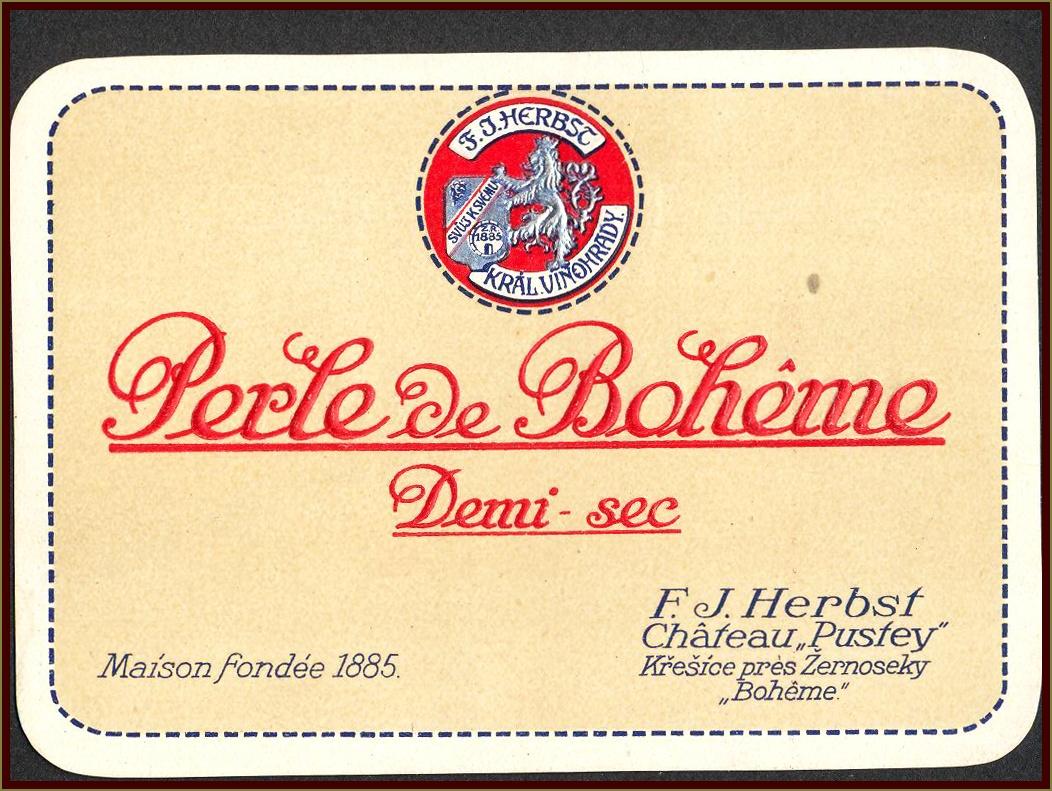 F. J. HERBST
SVŮJ K SVÉMU
Z.R.
1885
KRÁL. VINOHRADY.
Perle de Bohême
Demi-sec
F. J. Herbst
Château „Pustey“
Maison fondée 1885.
Křešice près Žernoseky
„Bohême.“